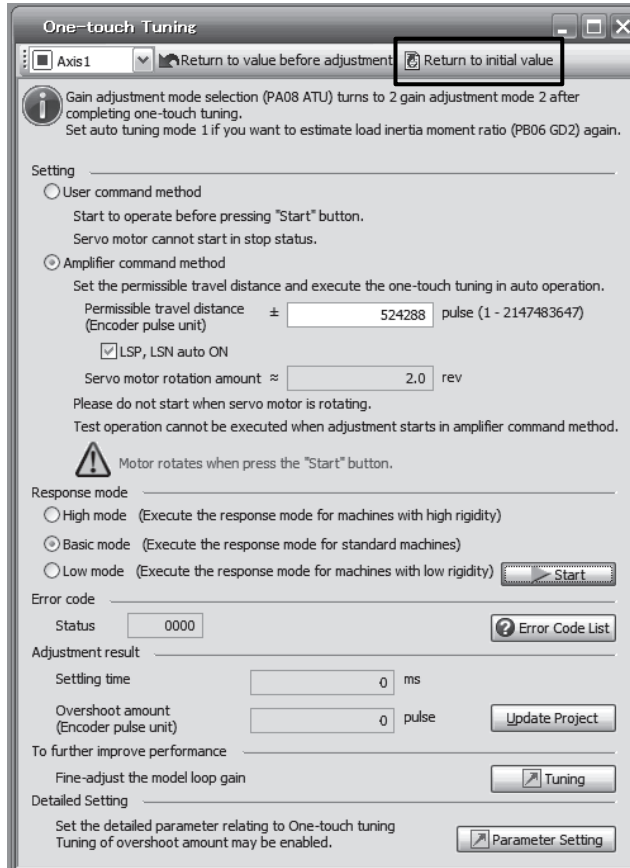 One-touch Tuning
Axis1 Return to value before adjustment Return to initial value
Gain adjustment mode selection (PA08 ATU) turns to 2 gain adjustment mode 2 after
completing one-touch tuning.
Set auto tuning mode 1 if you want to estimate load inertia moment ratio (PB06 GD2) again.
Setting
User command method
Start to operate before pressing "Start" button.
Servo motor cannot start in stop status.
Amplifier command method
Set the permissible travel distance and execute the one-touch tuning in auto operation.
Permissible travel distance ± 524288 pulse (1 - 2147483647)
(Encoder pulse unit)
LSP, LSN auto ON
Servo motor rotation amount ≈ 2.0 rev
Please do not start when servo motor is rotating.
Test operation cannot be executed when adjustment starts in amplifier command method.
Motor rotates when press the "Start" button.
Response mode
High mode (Execute the response mode for machines with high rigidity)
Basic mode (Execute the response mode for standard machines)
Low mode (Execute the response mode for machines with low rigidity) Start
Error code
Status 0000 Error Code List
Adjustment result
Settling time 0 ms
Overshoot amount 0 pulse Update Project
(Encoder pulse unit)
To further improve performance
Fine-adjust the model loop gain Tuning
Detailed Setting
Set the detailed parameter relating to One-touch tuning
Tuning of overshoot amount may be enabled. Parameter Setting